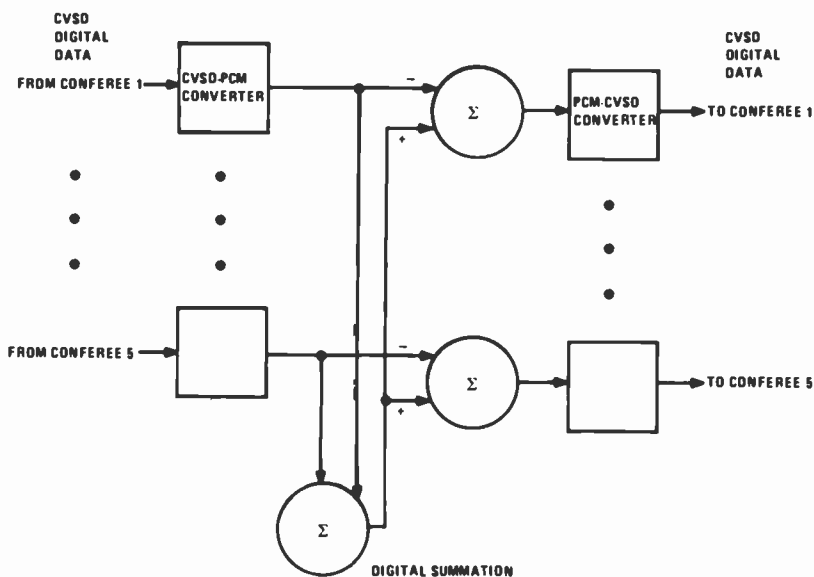 CVSD
DIGITAL
DATA
FROM CONFEREE 1
CVSD-PCM
CONVERTER
-
+
Σ
PCM-CVSD
CONVERTER
CVSD
DIGITAL
DATA
TO CONFEREE 1
FROM CONFEREE 5
-
+
Σ
TO CONFEREE 5
Σ
DIGITAL SUMMATION